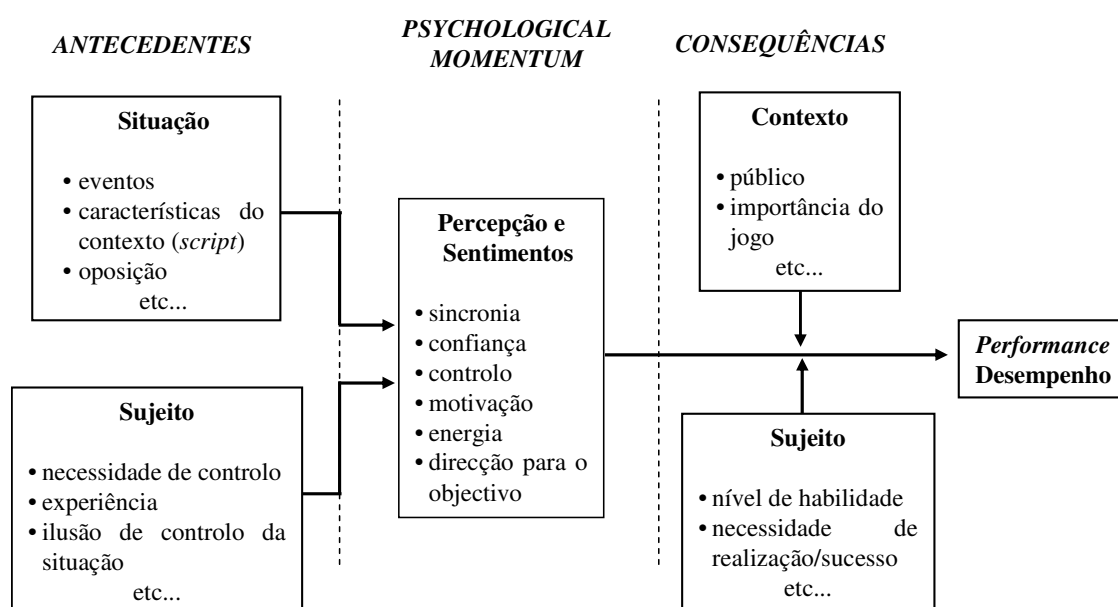 ANTECEDENTES
PSYCHOLOGICAL
MOMENTUM
CONSEQUÊNCIAS
Situação
• eventos
• características do
contexto (script)
• oposição
etc...
Sujeito
• necessidade de controlo
• experiência
• ilusão de controlo da
situação
etc...
Percepção e
Sentimentos
• sincronia
• confiança
• controlo
• motivação
• energia
• direcção para o
objectivo
Contexto
• público
• importância do
jogo
etc...
Sujeito
• nível de habilidade
• necessidade de
realização/sucesso
etc...
Performance
Desempenho